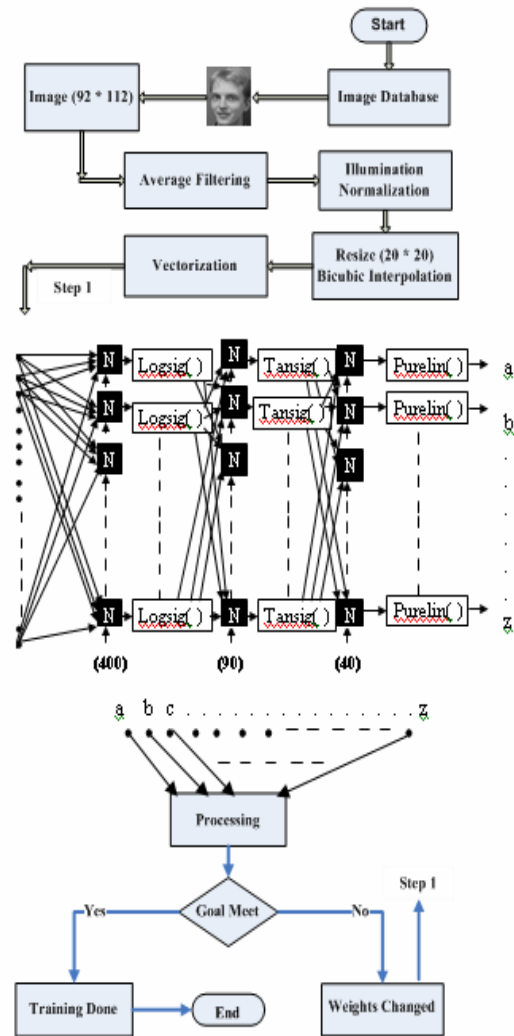 Start
Image (92 * 112)
Image Database
Average Filtering
Illumination
Normalization
Vectorization
Resize (20 * 20)
Bicubic Interpolation
Step 1
N Logsig( ) N Tansig( ) N Purelin( ) a
N Logsig( ) N Tansig( ) N Purelin( ) b
N N N
N Logsig( ) N Tansig( ) N Purelin( ) z
(400) (90) (40)
a b c . . . . . . . . . . . . . . . . . . . . . z
Processing
Goal Meet
Yes
No
Step 1
Training Done
End
Weights Changed